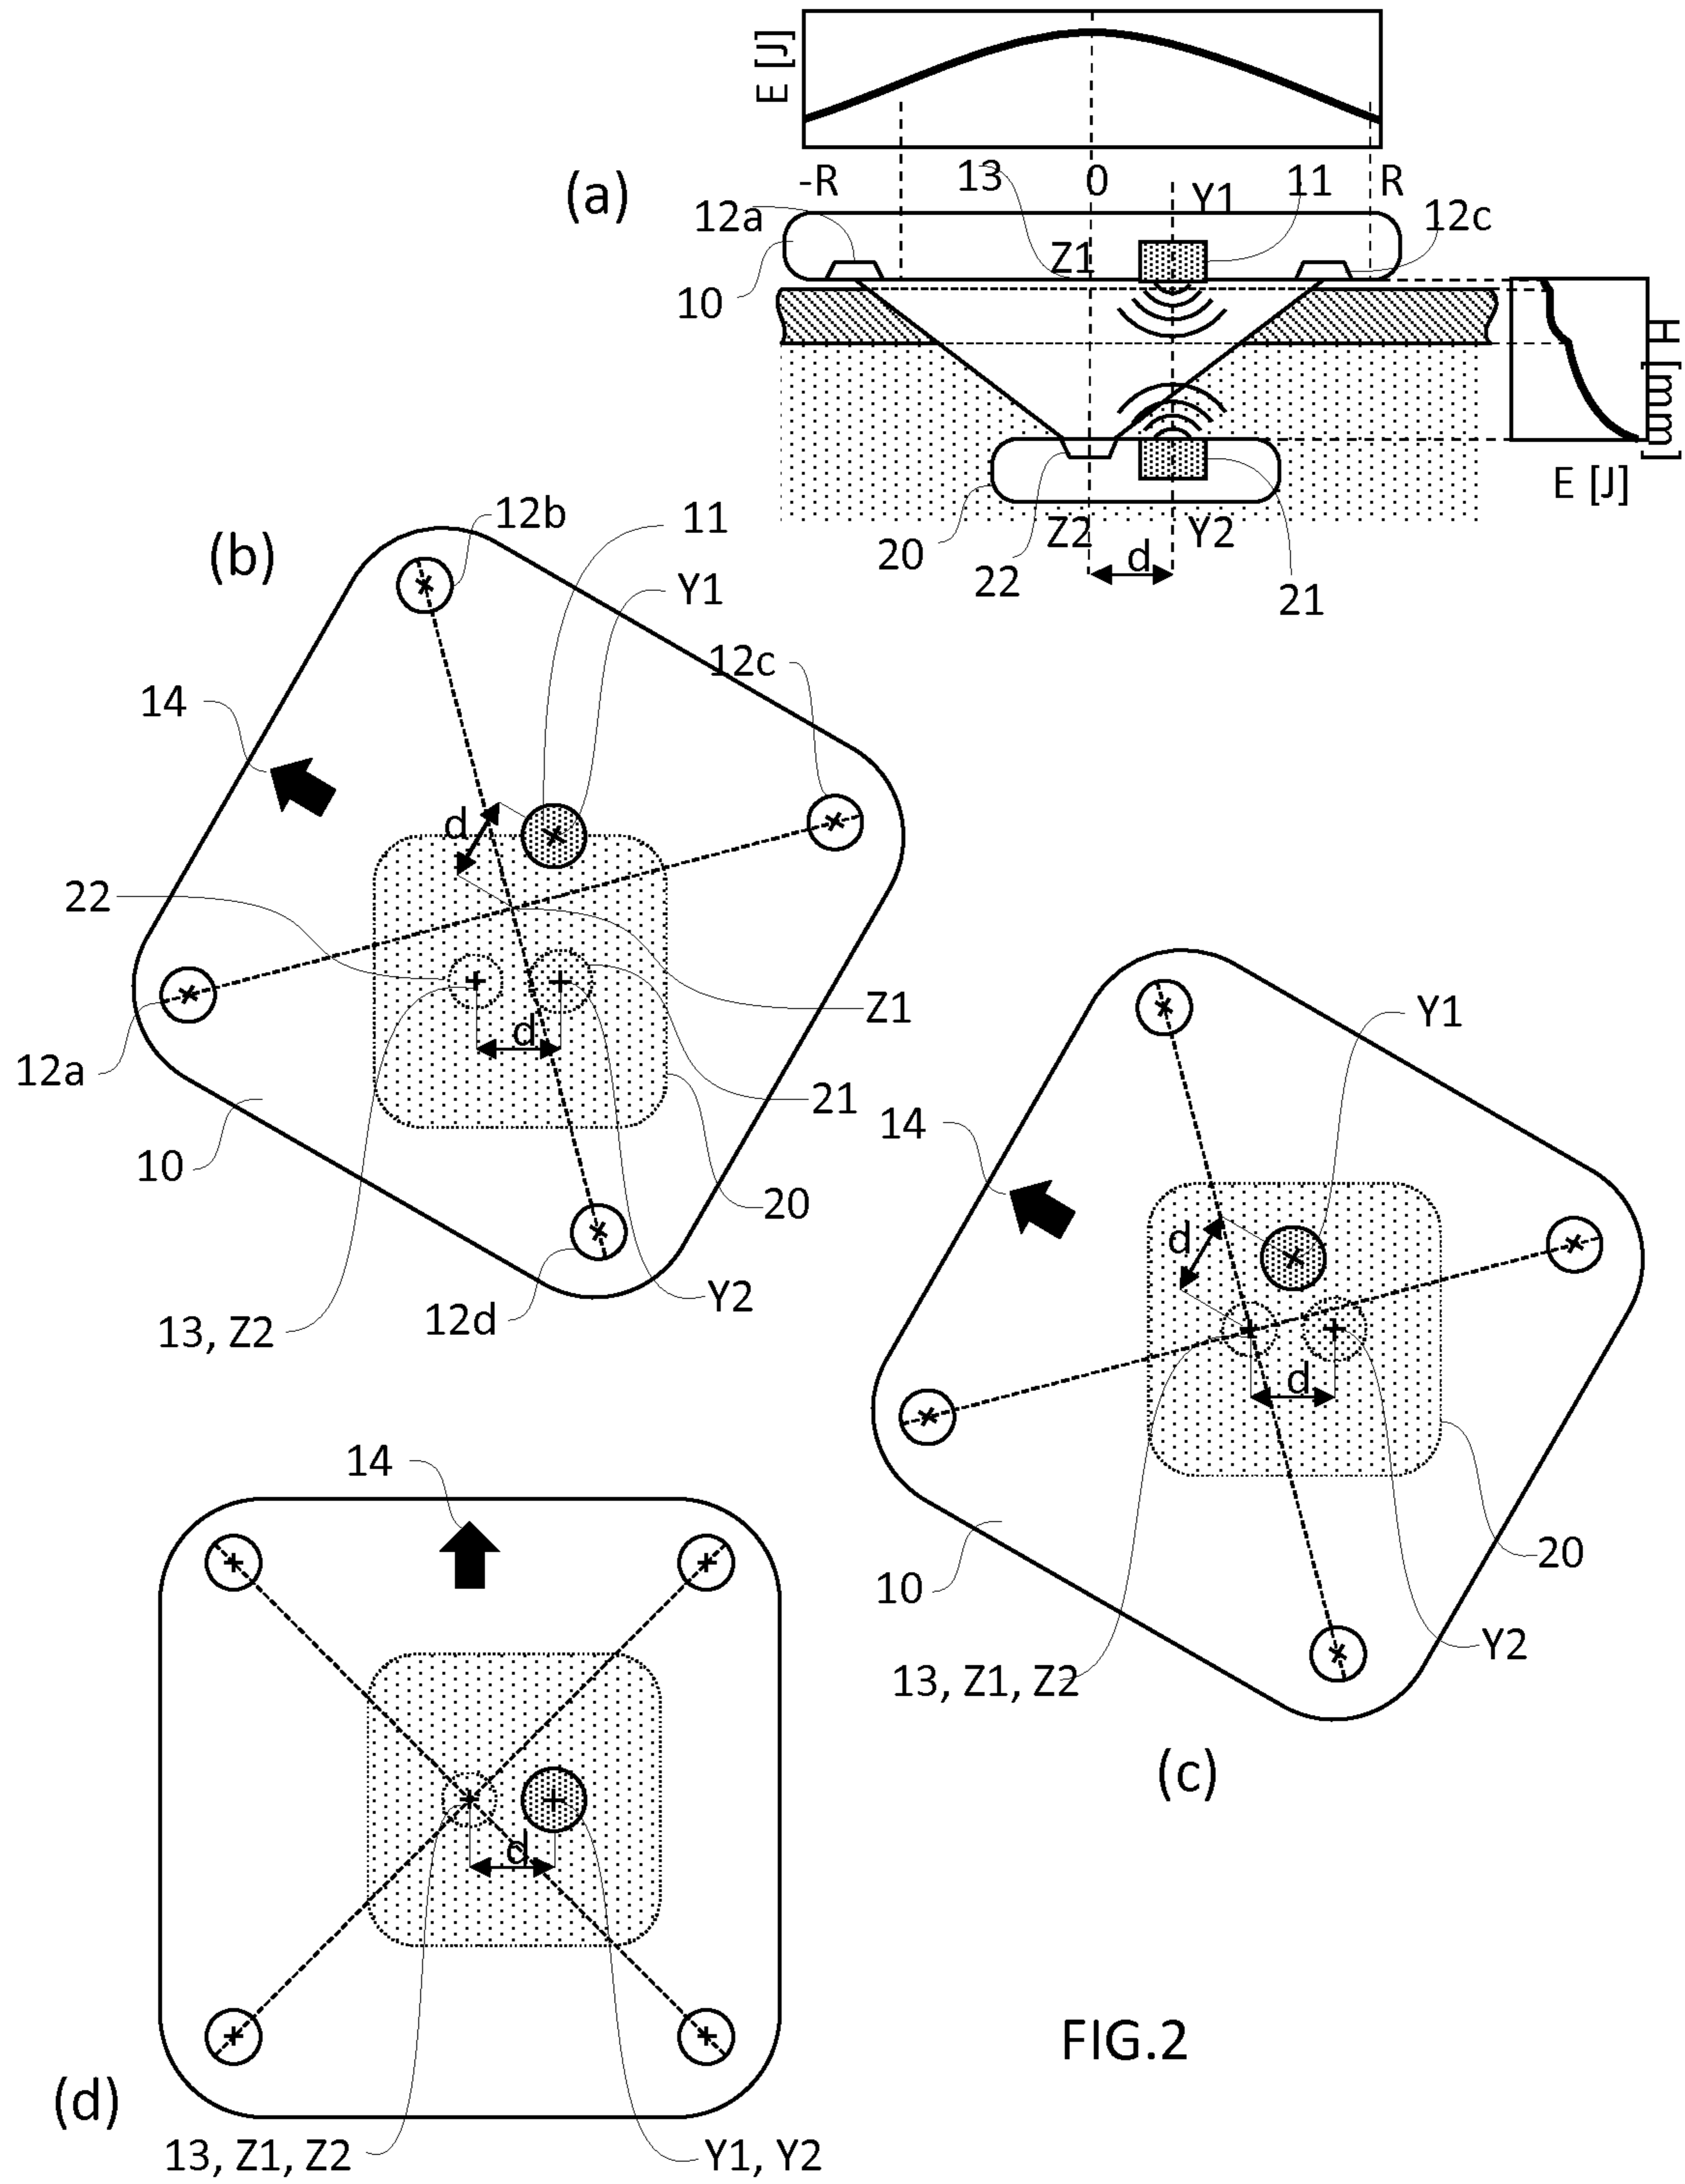 E [J]
-R
13
0
11
R
(a)
12a
Y1
12c
Z1
10
H [mm]
E [J]
20
Z2
Y2
22
d
21
(b)
12b
11
Y1
12c
14
d
22
Z1
12a
d
21
10
20
13, Z2
12d
Y2
Y1
14
d
d
10
20
13, Z1, Z2
Y2
(c)
14
d
(d)
13, Z1, Z2
Y1, Y2
FIG.2